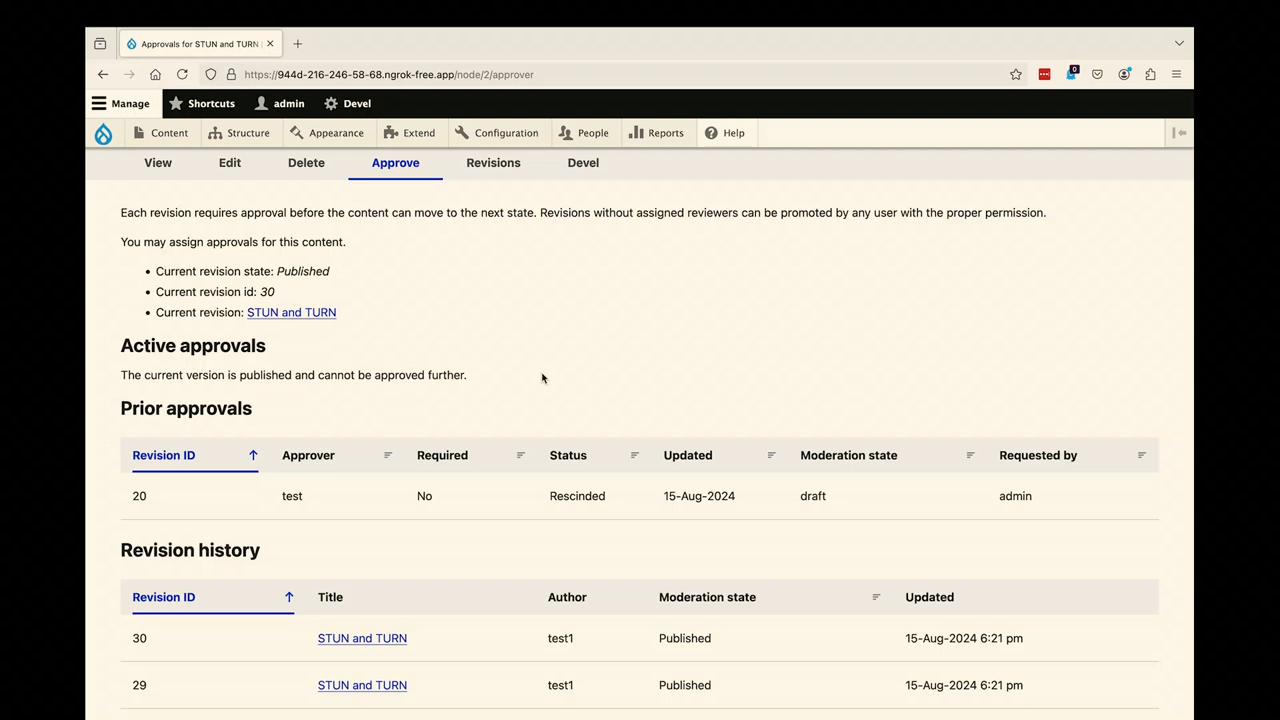 Approvals for STUN and TURN
https://944d-216-246-58-68.ngrok-free.app/node/2/approver
0
Manage Shortcuts admin Devel
Content Structure Appearance Extend Configuration People Reports Help
View Edit Delete Approve Revisions Devel
Each revision requires approval before the content can move to the next state. Revisions without assigned reviewers can be promoted by any user with the proper permission.
You may assign approvals for this content.
• Current revision state: Published
• Current revision id: 30
• Current revision: STUN and TURN
Active approvals
The current version is published and cannot be approved further.
Prior approvals
Revision ID Approver Required Status Updated Moderation state Requested by
20 test No Rescinded 15-Aug-2024 draft admin
Revision history
Revision ID Title Author Moderation state Updated
30 STUN and TURN test1 Published 15-Aug-2024 6:21 pm
29 STUN and TURN test1 Published 15-Aug-2024 6:21 pm